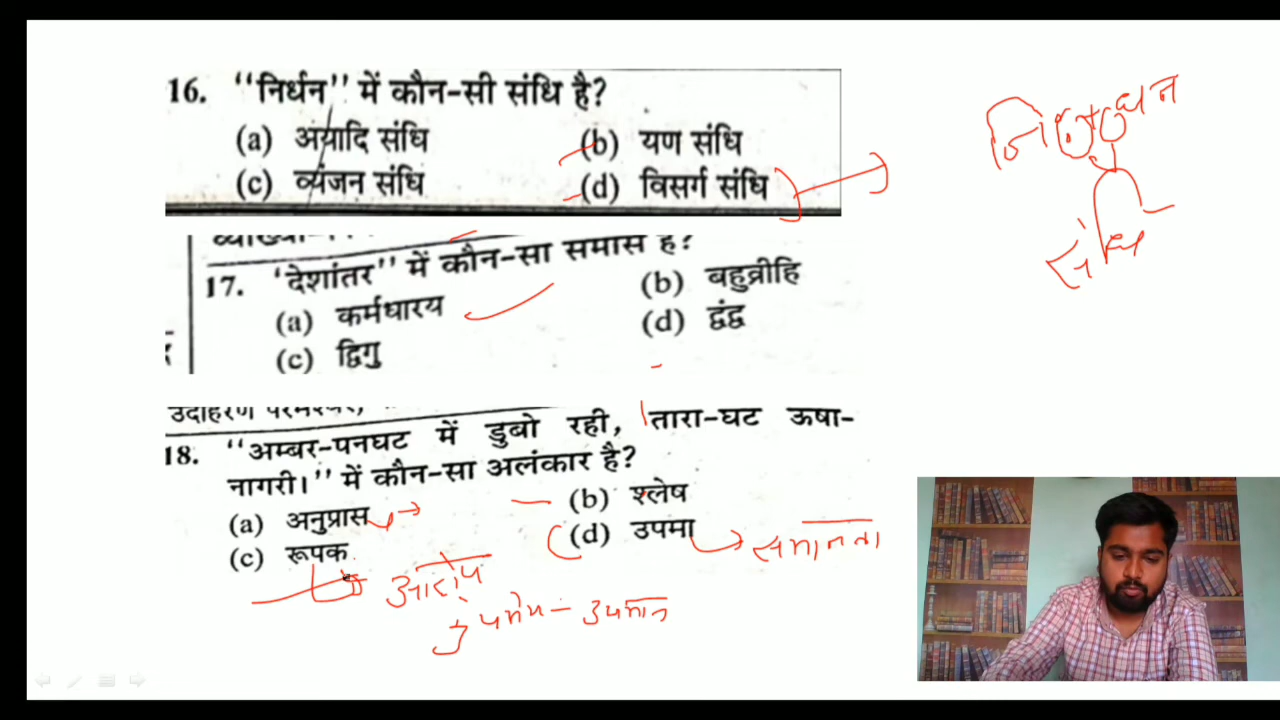 16. “निर्धन” में कौन-सी संधि है?
(a) अयादि संधि (b) यण संधि
(c) व्यंजन संधि (d) विसर्ग संधि
17. ‘देशांतर” में कौन-सा समास है?
(a) कर्मधारय (b) बहुव्रीहि
(c) द्विगु (d) द्वंद्व
18. “अम्बर-पनघट में डुबो रही, तारा-घट ऊषा-
नागरी।” में कौन-सा अलंकार है?
(a) अनुप्रास (b) श्लेष
(c) रूपक (d) उपमा
समानता
आरोप
उपमेय - उपमान
संधि